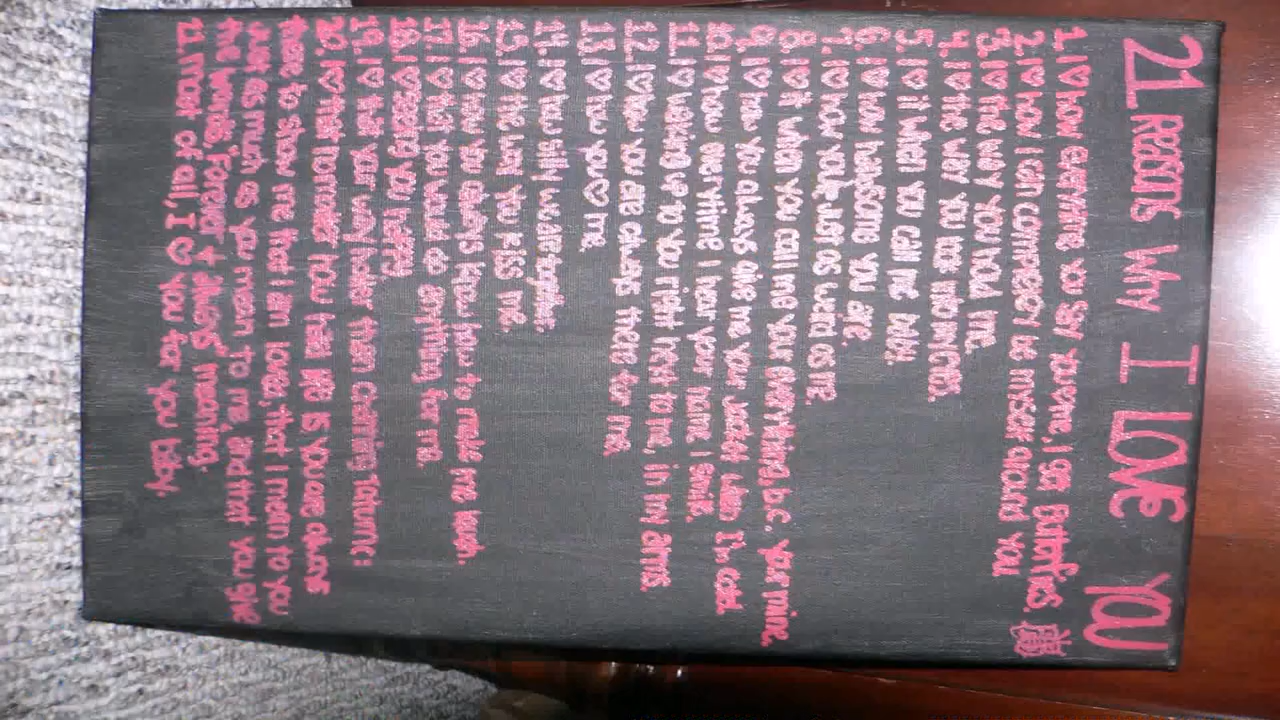 21 Reasons Why I LOVE YOU
1. I ♡ how everytime you say you love me, I get Butterflies.
2. I ♡ how I can completely be myself around you
3. I ♡ the way you hold me.
4. I ♡ the way you look into my eyes.
5. I ♡ it when you call me baby.
6. I ♡ how handsome you are.
7. I ♡ how you're just as weird as me
8. I ♡ it when you call me your everything, b.c. your mine.
9. I ♡ how you always give me your jacket when I'm cold.
10. I ♡ how everytime I hear your name I smile.
11. I ♡ waking up to you right next to me, in my arms.
12. I ♡ how you are always there for me.
13. I ♡ how you ♡ me.
14. I ♡ how silly we are together.
15. I ♡ the way you kiss me.
16. I ♡ how you always know how to make me laugh.
17. I ♡ that you would do anything for me.
18. I ♡ seeing you happy
19. I ♡ that your way hotter than channing tatum c:
20. I ♡ that no matter how hard life is you are always
there to show me that I am loved, that I mean to you
Just as much as you mean to me, and that you give
the words, "Forever + always" meaning.
21. most of all, I ♡ you for you baby.